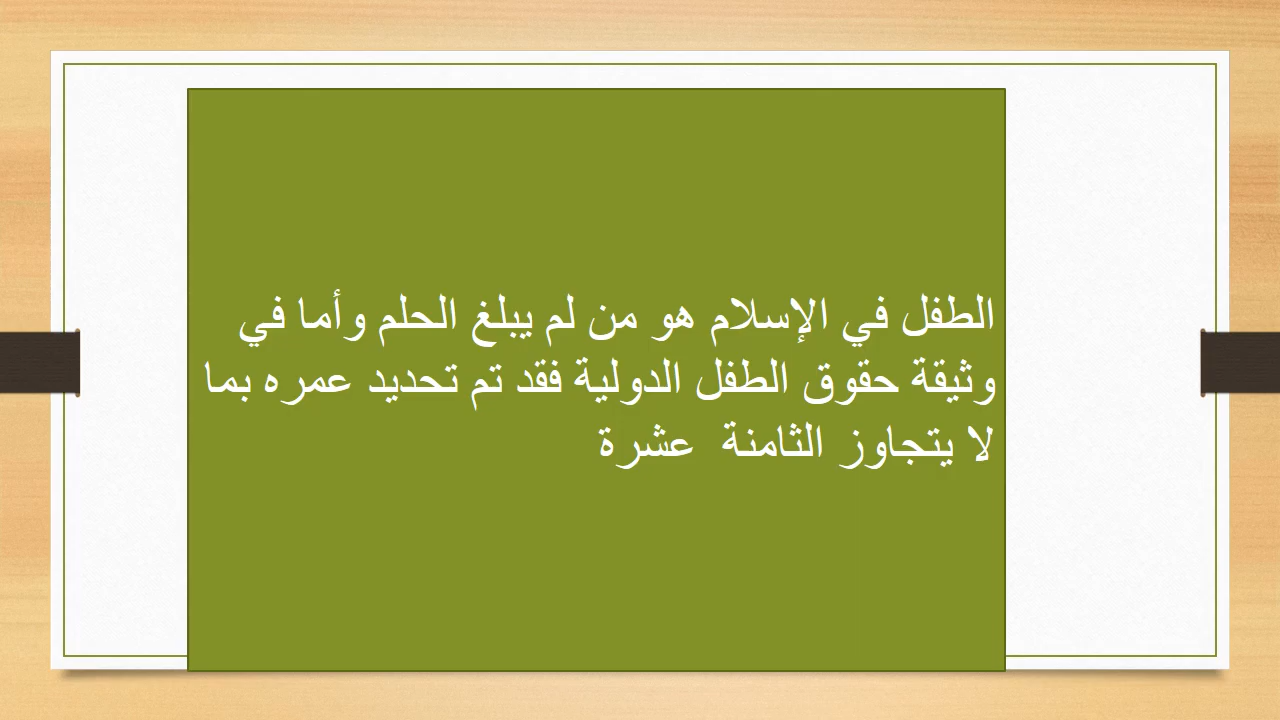 الطفل في الإسلام هو من لم يبلغ الحلم وأما في
وثيقة حقوق الطفل الدولية فقد تم تحديد عمره بما
لا يتجاوز الثامنة عشرة